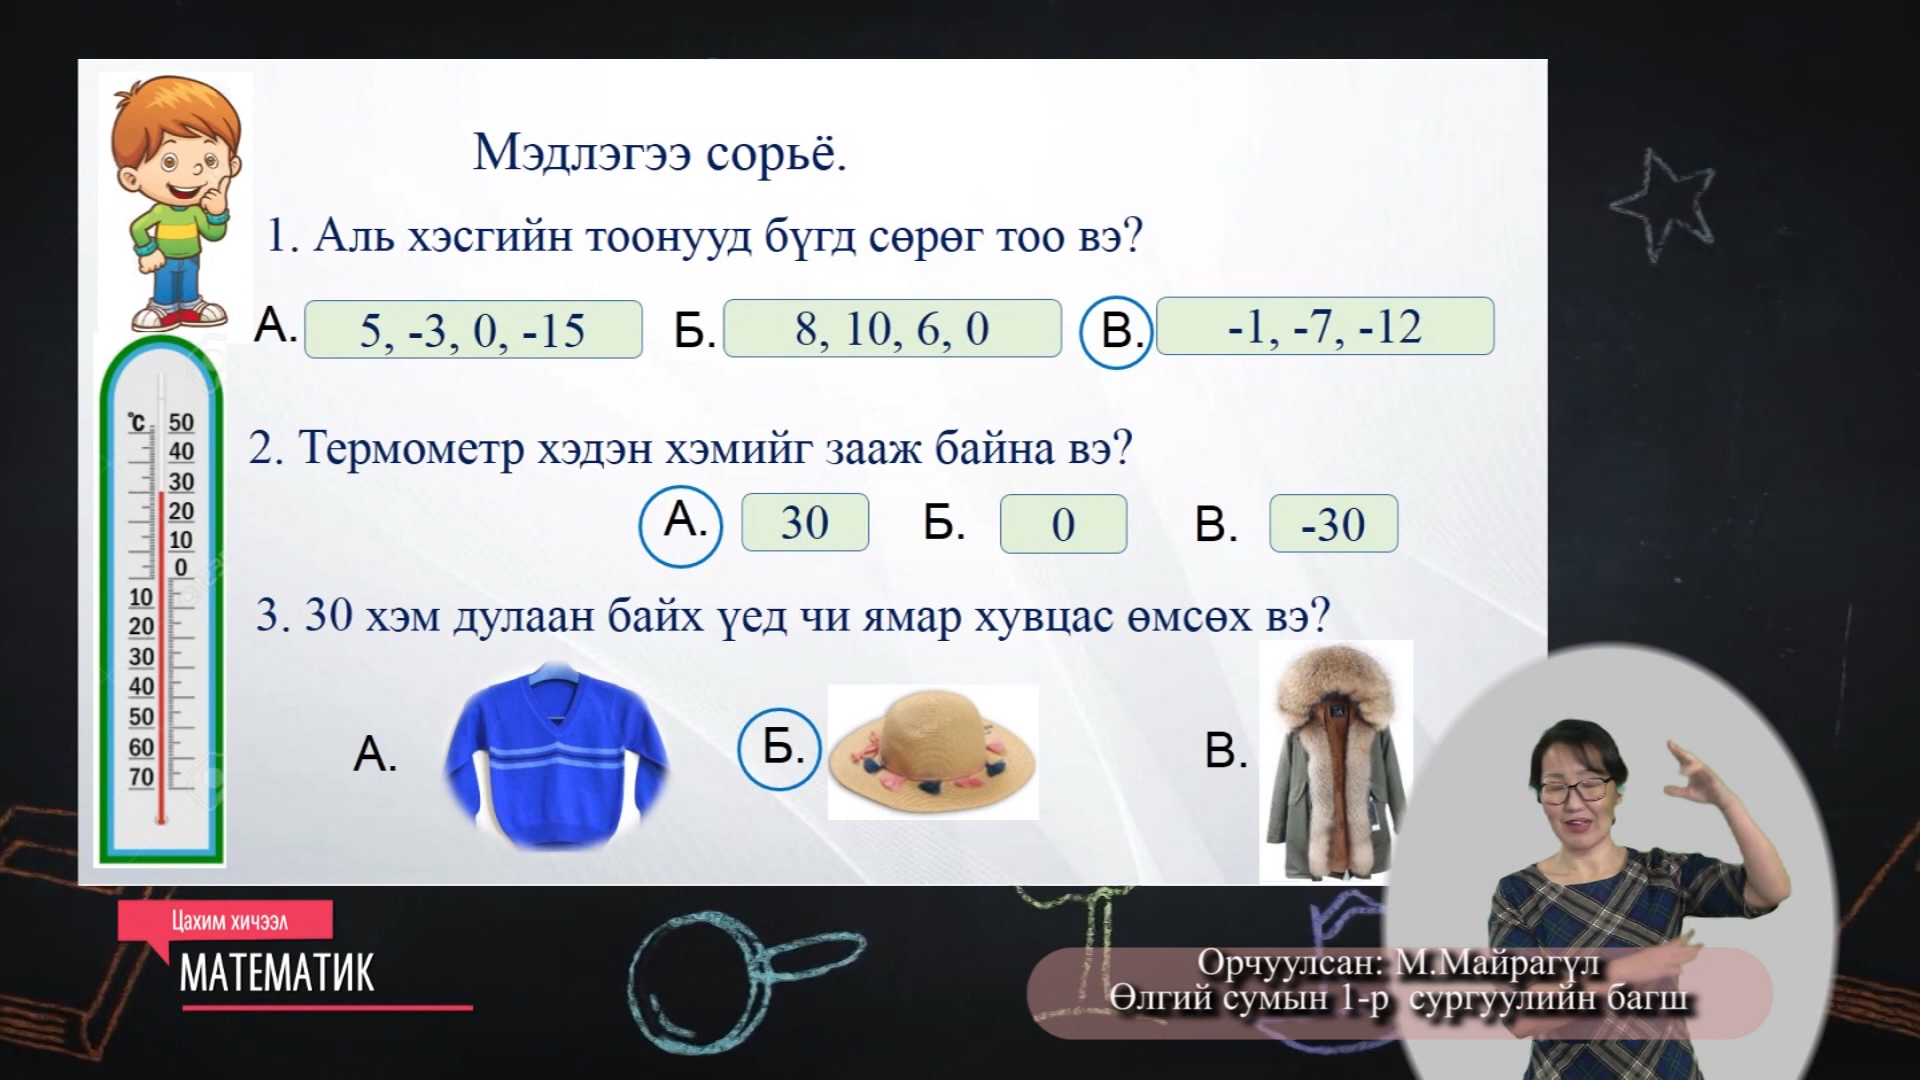 Мэдлэгээ сорьё.
1. Аль хэсгийн тоонууд бүгд сөрөг тоо вэ?
А. 5, -3, 0, -15 Б. 8, 10, 6, 0 В. -1, -7, -12
2. Термометр хэдэн хэмийг зааж байна вэ?
А. 30 Б. 0 В. -30
3. 30 хэм дулаан байх үед чи ямар хувцас өмсөх вэ?
А. Б. В.
°C 50
40
30
20
10
0
10
20
30
40
50
60
70
Цахим хичээл
МАТЕМАТИК
Орчуулсан: М.Майрагүл
Өлгий сумын 1-р сургуулийн багш